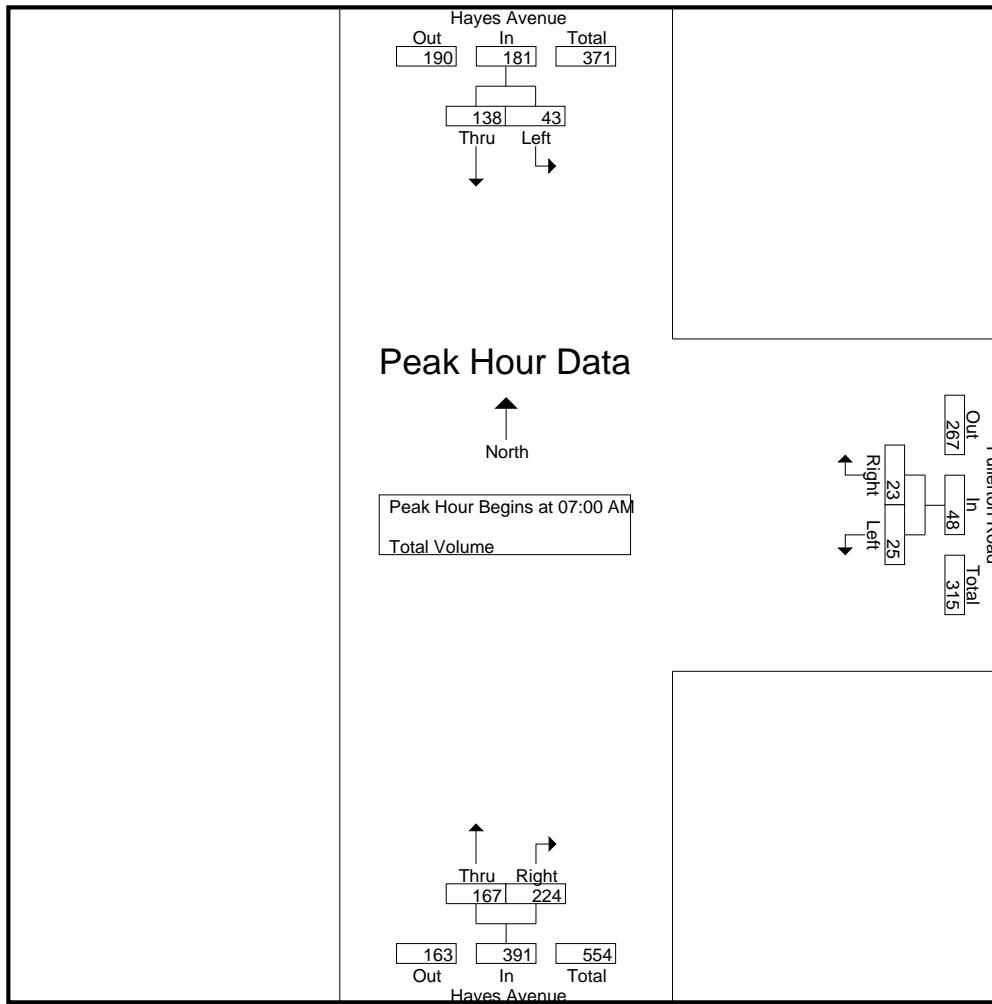 Hayes Avenue
Out In Total
190 181 371
138 43
Thru Left
Peak Hour Data
North
Peak Hour Begins at 07:00 AM
Total Volume
Fullerton Road
Out In Total
267 48 315
23 25
Right Left
Thru Right
167 224
163 391 554
Out In Total
Hayes Avenue